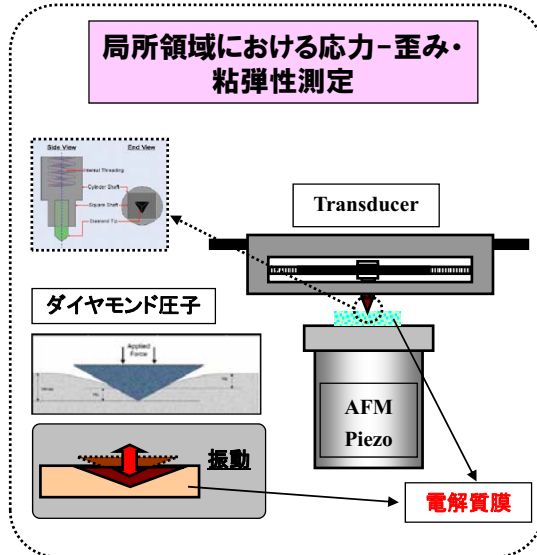 局所領域における応力-歪み・
粘弾性測定
Side View
End View
Internal Threading
Cylinder Shaft
Square Shaft
Diamond Tip
Transducer
ダイヤモンド圧子
Applied
Force
AFM
Piezo
振動
電解質膜